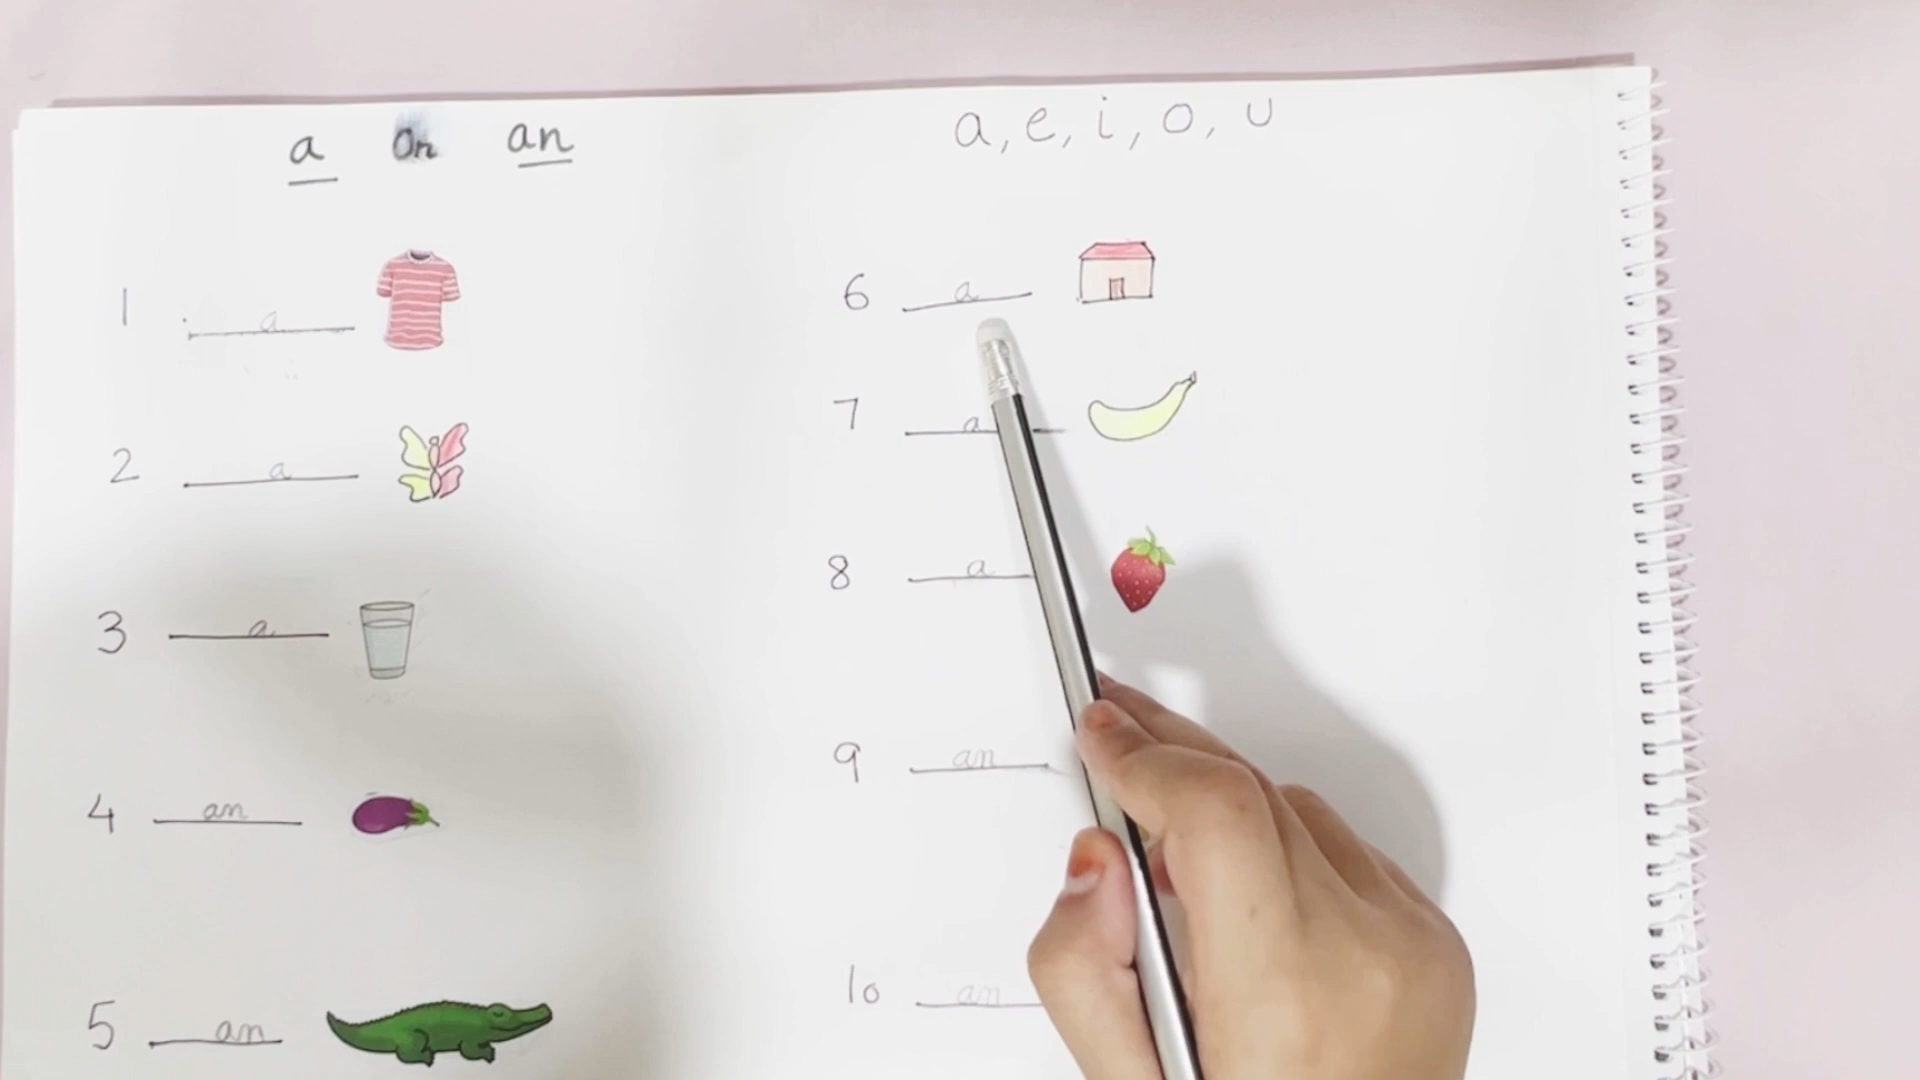 a or an
a, e, i, o, u
1 a
2 a
3 a
4 an
5 an
6 a
7 a
8 a
9 an
10 an